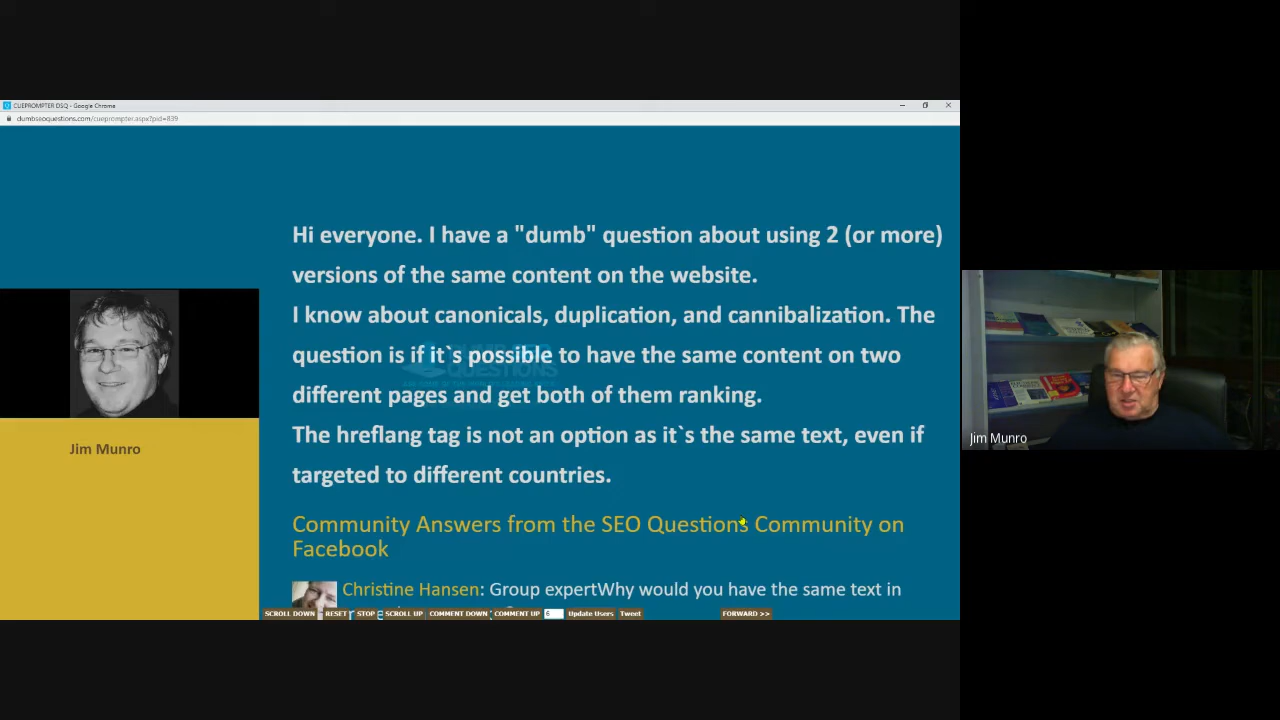 CUEPROMPTER DSQ - Google Chrome
dumbseoquestions.com/cueprompter.aspx?pid=839
Hi everyone. I have a "dumb" question about using 2 (or more)
versions of the same content on the website.
I know about canonicals, duplication, and cannibalization. The
question is if it`s possible to have the same content on two
different pages and get both of them ranking.
The hreflang tag is not an option as it`s the same text, even if
targeted to different countries.
Jim Munro
Jim Munro
Community Answers from the SEO Questions Community on
Facebook
Christine Hansen: Group expertWhy would you have the same text in
SCROLL DOWN RESET STOP SCROLL UP COMMENT DOWN COMMENT UP 6 Update Users Tweet FORWARD >>